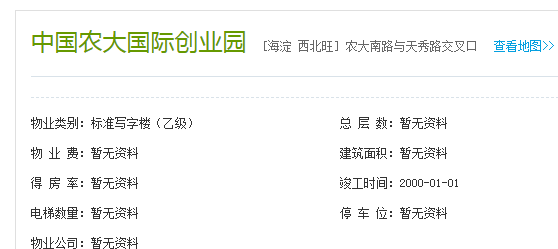 中国农大国际创业园 [海淀 西北旺] 农大南路与天秀路交叉口 查看地图>>
物业类别：标准写字楼（乙级） 总 层 数：暂无资料
物 业 费：暂无资料 建筑面积：暂无资料
得 房 率：暂无资料 竣工时间：2000-01-01
电梯数量：暂无资料 停 车 位：暂无资料
物业公司：暂无资料